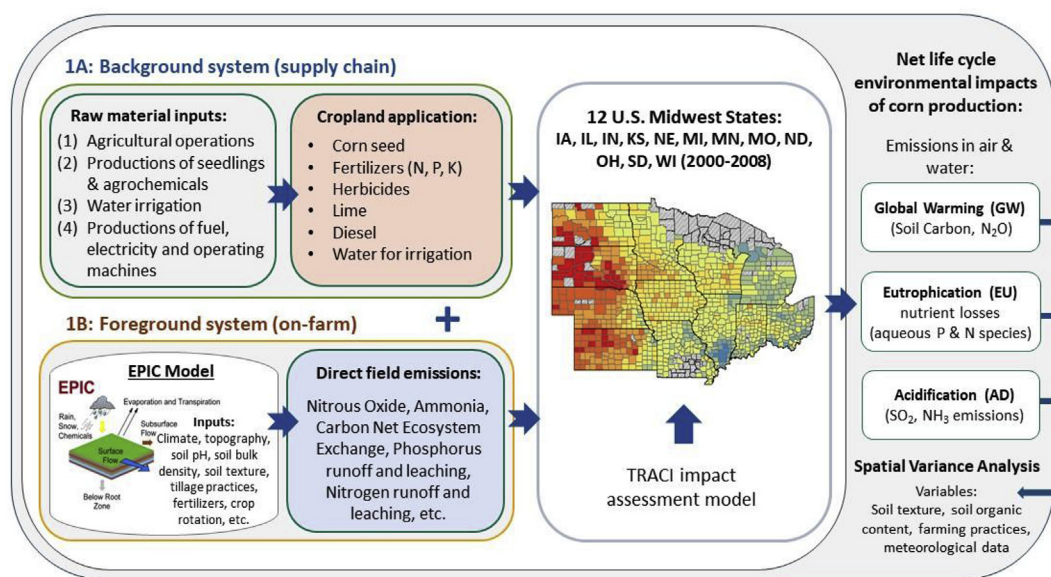 1A: Background system (supply chain)
Raw material inputs:
(1) Agricultural operations
(2) Productions of seedlings
& agrochemicals
(3) Water irrigation
(4) Productions of fuel,
electricity and operating
machines
Cropland application:
• Corn seed
• Fertilizers (N, P, K)
• Herbicides
• Lime
• Diesel
• Water for irrigation
+
1B: Foreground system (on-farm)
EPIC Model
EPIC
Evaporation and Transpiration
Rain,
Snow,
Chemicals
Subsurface
Flow
Surface
Flow
Below Root
Zone
Inputs:
Climate, topography,
soil pH, soil bulk
density, soil texture,
tillage practices,
fertilizers, crop
rotation, etc.
Direct field emissions:
Nitrous Oxide, Ammonia,
Carbon Net Ecosystem
Exchange, Phosphorus
runoff and leaching,
Nitrogen runoff and
leaching, etc.
12 U.S. Midwest States:
IA, IL, IN, KS, NE, MI, MN, MO, ND,
OH, SD, WI (2000-2008)
TRACI impact
assessment model
Net life cycle
environmental impacts
of corn production:
Emissions in air &
water:
Global Warming (GW)
(Soil Carbon, N₂O)
Eutrophication (EU)
nutrient losses
(aqueous P & N species)
Acidification (AD)
(SO₂, NH₃ emissions)
Spatial Variance Analysis
Variables:
Soil texture, soil organic
content, farming practices,
meteorological data